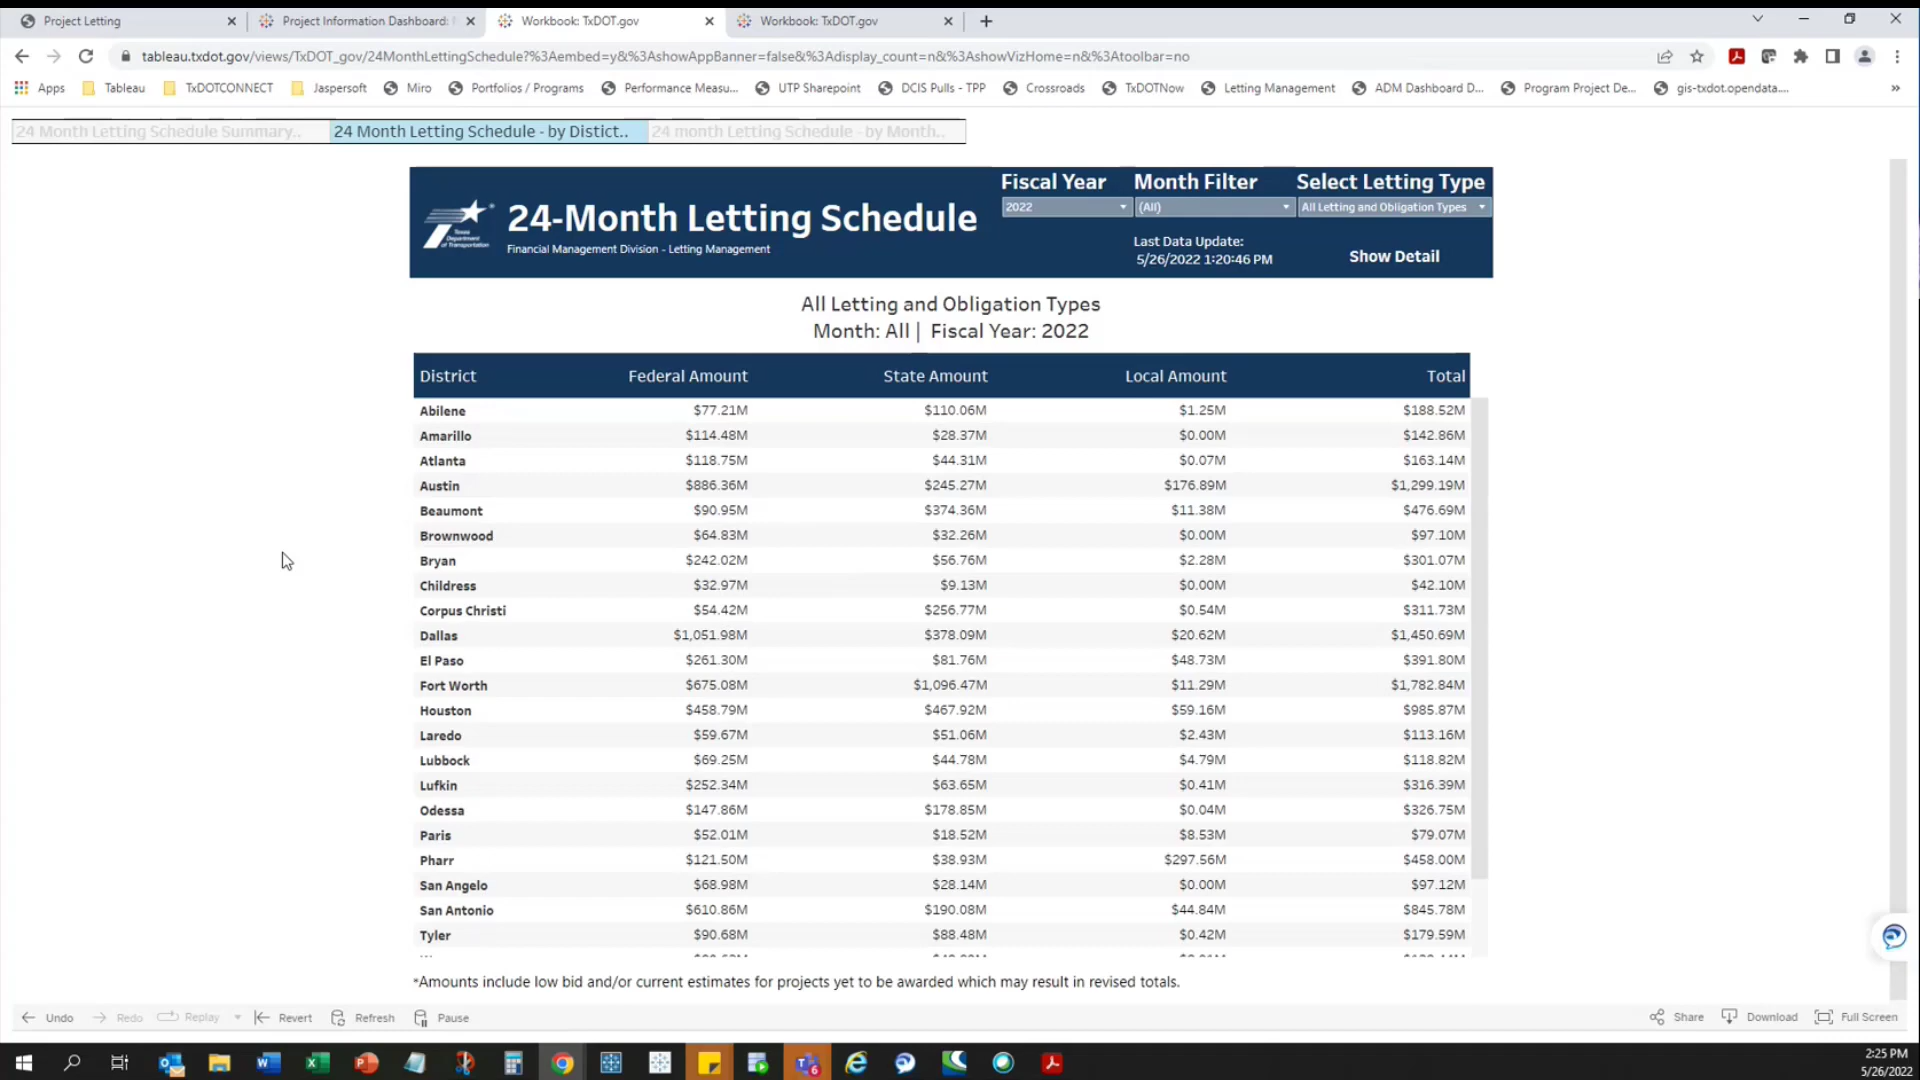 Project Letting
Project Information Dashboard:
Workbook: TxDOT.gov
Workbook: TxDOT.gov
tableau.txdot.gov/views/TxDOT_gov/24MonthLettingSchedule?%3Aembed=y&%3AshowAppBanner=false&%3Adisplay_count=n&%3AshowVizHome=n&%3Atoolbar=no
Apps Tableau TxDOTCONNECT Jaspersoft Miro Portfolios / Programs Performance Measu... UTP Sharepoint DCIS Pulls - TPP Crossroads TxDOTNow Letting Management ADM Dashboard D... Program Project De... gis-txdot.opendata.... »
24 Month Letting Schedule Summary.. 24 Month Letting Schedule - by Distict.. 24 month Letting Schedule - by Month..
Texas
Department
of Transportation
24-Month Letting Schedule
Financial Management Division - Letting Management
Fiscal Year Month Filter Select Letting Type
2022 (All) All Letting and Obligation Types
Last Data Update:
5/26/2022 1:20:46 PM
Show Detail
All Letting and Obligation Types
Month: All | Fiscal Year: 2022
District Federal Amount State Amount Local Amount Total
Abilene $77.21M $110.06M $1.25M $188.52M
Amarillo $114.48M $28.37M $0.00M $142.86M
Atlanta $118.75M $44.31M $0.07M $163.14M
Austin $886.36M $245.27M $176.89M $1,299.19M
Beaumont $90.95M $374.36M $11.38M $476.69M
Brownwood $64.83M $32.26M $0.00M $97.10M
Bryan $242.02M $56.76M $2.28M $301.07M
Childress $32.97M $9.13M $0.00M $42.10M
Corpus Christi $54.42M $256.77M $0.54M $311.73M
Dallas $1,051.98M $378.09M $20.62M $1,450.69M
El Paso $261.30M $81.76M $48.73M $391.80M
Fort Worth $675.08M $1,096.47M $11.29M $1,782.84M
Houston $458.79M $467.92M $59.16M $985.87M
Laredo $59.67M $51.06M $2.43M $113.16M
Lubbock $69.25M $44.78M $4.79M $118.82M
Lufkin $252.34M $63.65M $0.41M $316.39M
Odessa $147.86M $178.85M $0.04M $326.75M
Paris $52.01M $18.52M $8.53M $79.07M
Pharr $121.50M $38.93M $297.56M $458.00M
San Angelo $68.98M $28.14M $0.00M $97.12M
San Antonio $610.86M $190.08M $44.84M $845.78M
Tyler $90.68M $88.48M $0.42M $179.59M
*Amounts include low bid and/or current estimates for projects yet to be awarded which may result in revised totals.
Undo Redo Replay Revert Refresh Pause Share Download Full Screen
2:25 PM
5/26/2022